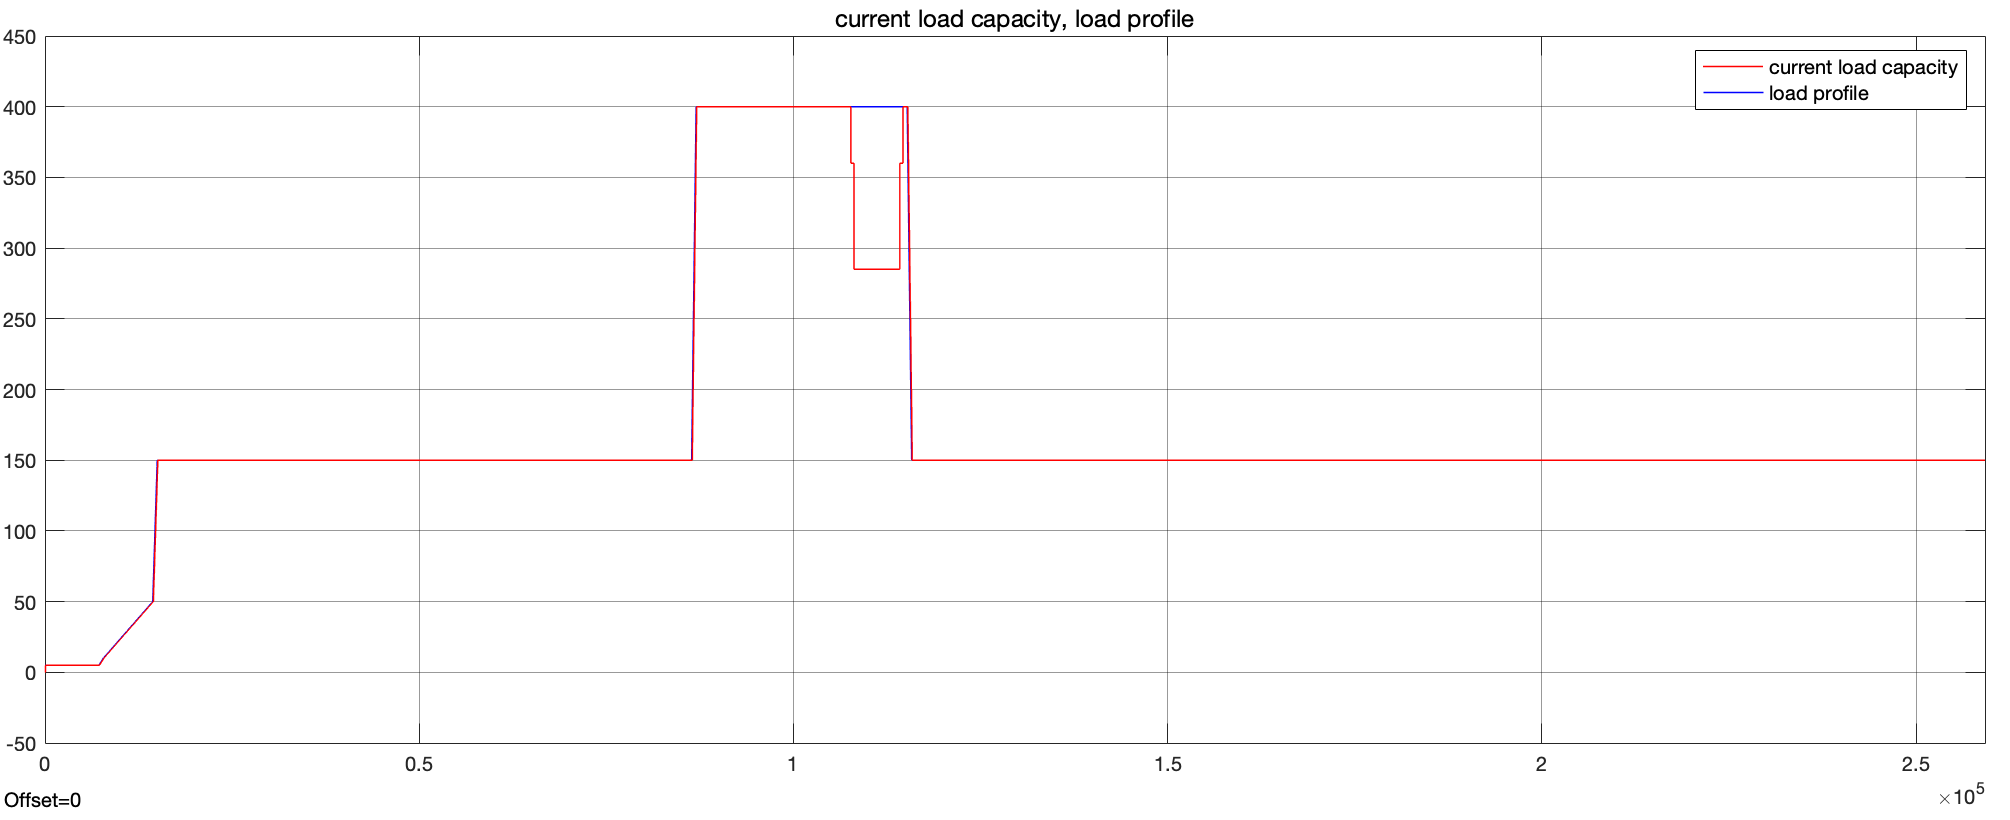 current load capacity, load profile
450
current load capacity
load profile
400
350
300
250
200
150
100
50
0
-50
0 0.5 1 1.5 2 2.5
×10^5
Offset=0